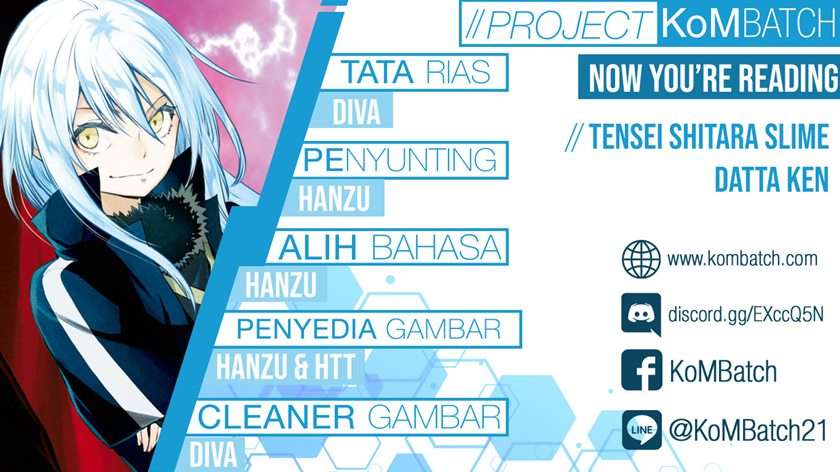 //PROJECT KoMBATCH
NOW YOU'RE READING
// TENSEI SHITARA SLIME
DATTA KEN
TATA RIAS
DIVA
PENYUNTING
HANZU
ALIH BAHASA
HANZU
PENYEDIA GAMBAR
HANZU & HTT
CLEANER GAMBAR
DIVA
www.kombatch.com
discord.gg/EXccQ5N
KoMBatch
LINE
@KoMBatch21